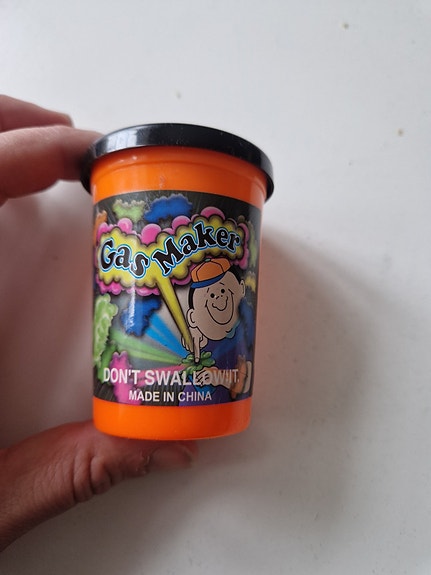 Gas Maker
DON'T SWALLOW IT
MADE IN CHINA